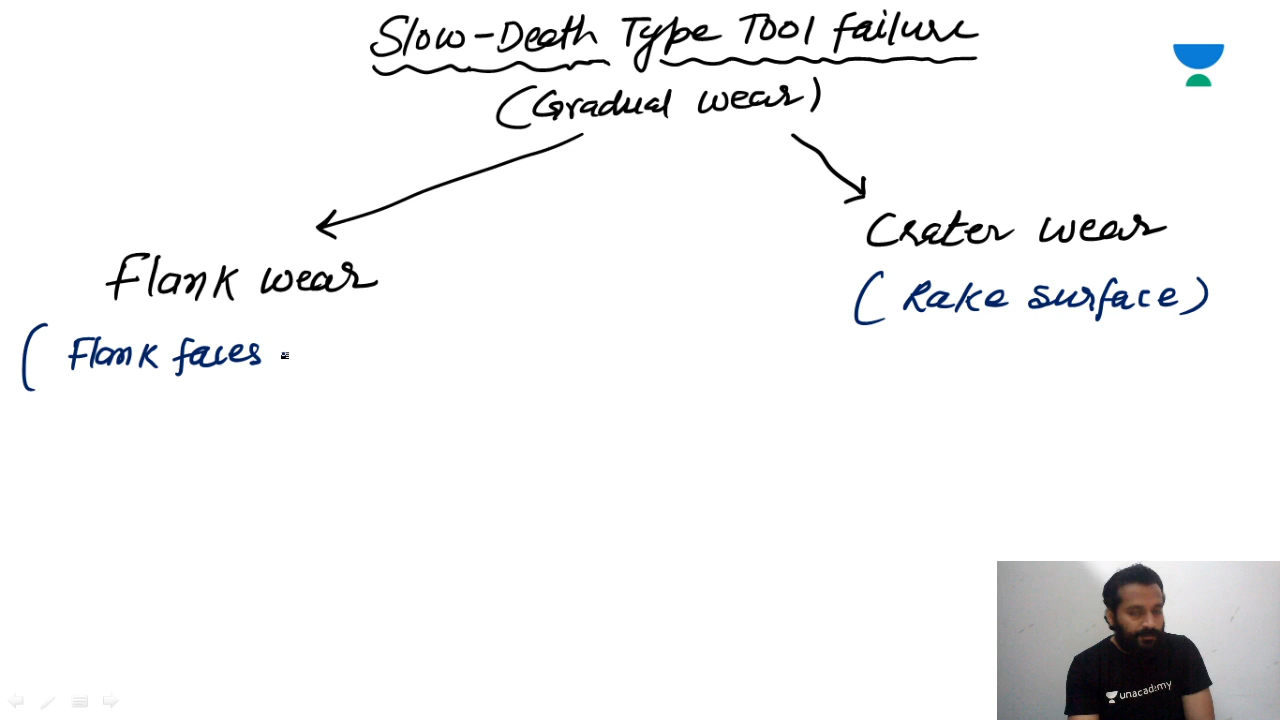 Slow-Death Type Tool failure
(Gradual wear)
Flank wear
Crater wear
(Flank faces
(Rake surface)
unacademy